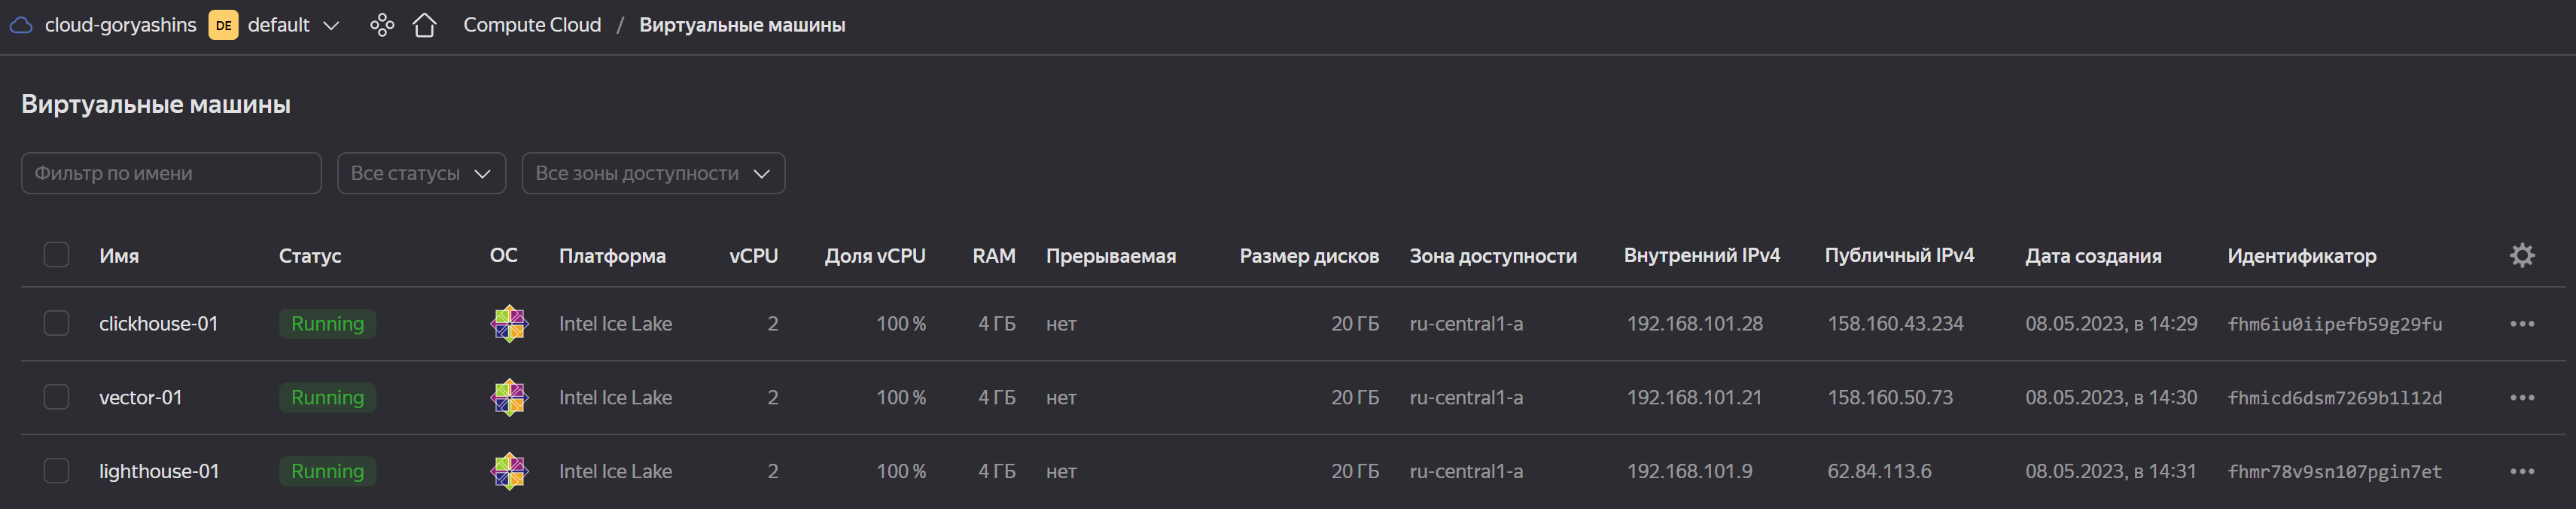 cloud-goryashins DE default Compute Cloud / Виртуальные машины
Виртуальные машины
Фильтр по имени Все статусы Все зоны доступности
Имя Статус ОС Платформа vCPU Доля vCPU RAM Прерываемая Размер дисков Зона доступности Внутренний IPv4 Публичный IPv4 Дата создания Идентификатор
clickhouse-01 Running Intel Ice Lake 2 100 % 4 ГБ нет 20 ГБ ru-central1-a 192.168.101.28 158.160.43.234 08.05.2023, в 14:29 fhm6iu0iipefb59g29fu
vector-01 Running Intel Ice Lake 2 100 % 4 ГБ нет 20 ГБ ru-central1-a 192.168.101.21 158.160.50.73 08.05.2023, в 14:30 fhmicd6dsm7269b1l12d
lighthouse-01 Running Intel Ice Lake 2 100 % 4 ГБ нет 20 ГБ ru-central1-a 192.168.101.9 62.84.113.6 08.05.2023, в 14:31 fhmr78v9sn107pgin7et